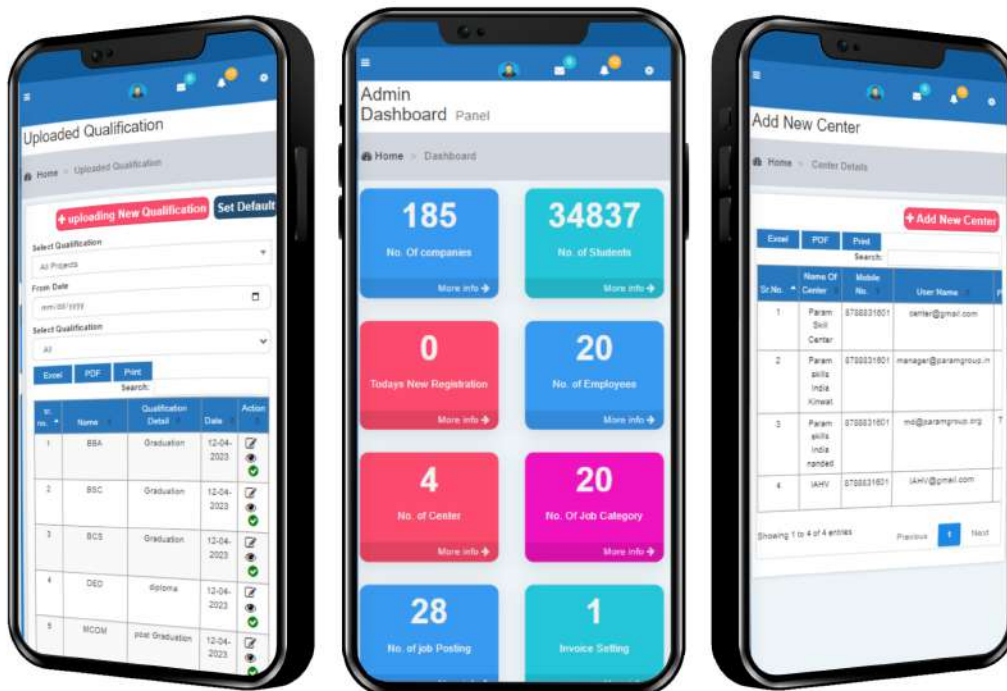 Uploaded Qualification
Home > Uploaded Qualification
+ uploading New Qualification Set Default
Select Qualification
All Projects
From Date
mm/dd/yyyy
Select Qualification
All
Excel PDF Print
Search:
sr. no. Name Qualification Detail Date Action
1 BBA Graduation 12-04-2023
2 BSC Graduation 12-04-2023
3 BCS Graduation 12-04-2023
4 DED diploma 12-04-2023
5 MCOM post Graduation 12-04-2023
Admin
Dashboard Panel
Home > Dashboard
185
No. Of companies
More info
34837
No. of Students
More info
0
Todays New Registration
More info
20
No. of Employees
More info
4
No. of Center
More info
20
No. Of Job Category
More info
28
No. of job Posting
1
Invoice Setting
Add New Center
Home > Center Details
+ Add New Center
Excel PDF Print
Search:
Sr.No. Name Of Center Mobile No. User Name
1 Param Skill Center 8788831601 center@gmail.com
2 Param skills India Kinwat 8788831601 manager@paramgroup.in
3 Param skills India nanded 8788831601 md@paramgroup.org
4 IAHV 8788831601 IAHV@gmail.com
Showing 1 to 4 of 4 entries
Previous 1 Next